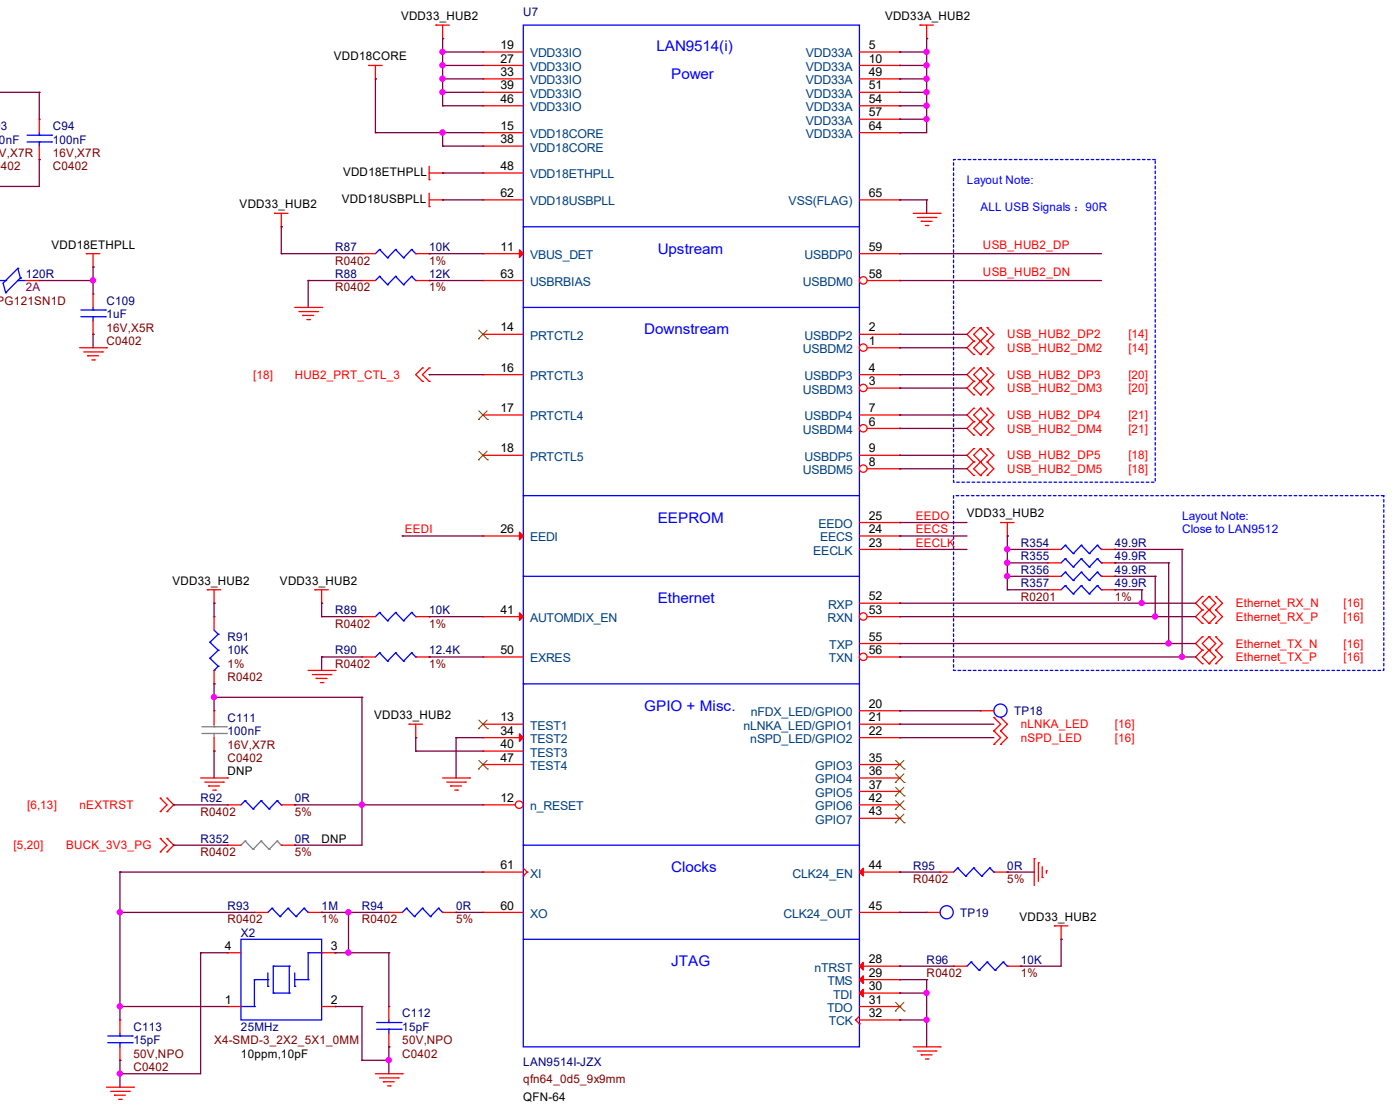 U7
VDD33_HUB2
VDD33A_HUB2
VDD18CORE
LAN9514(i)
Power
19 VDD33IO
27 VDD33IO
33 VDD33IO
39 VDD33IO
46 VDD33IO
15 VDD18CORE
38 VDD18CORE
VDD18ETHPLL 48 VDD18ETHPLL
VDD18USBPLL 62 VDD18USBPLL
VDD33A 5
VDD33A 10
VDD33A 49
VDD33A 51
VDD33A 54
VDD33A 57
VDD33A 64
VSS(FLAG) 65
C94
100nF
16V,X7R
C0402
VDD18ETHPLL
120R
2A
PG121SN1D
C109
1uF
16V,X5R
C0402
VDD33_HUB2
Upstream
R87 10K 11 VBUS_DET
R0402 1%
R88 12K 63 USBRBIAS
R0402 1%
USBDP0 59 USB_HUB2_DP
USBDM0 58 USB_HUB2_DN
Layout Note:
ALL USB Signals : 90R
Downstream
14 PRTCTL2
[18] HUB2_PRT_CTL_3 16 PRTCTL3
17 PRTCTL4
18 PRTCTL5
USBDP2 2 USB_HUB2_DP2 [14]
USBDM2 1 USB_HUB2_DM2 [14]
USBDP3 4 USB_HUB2_DP3 [20]
USBDM3 3 USB_HUB2_DM3 [20]
USBDP4 7 USB_HUB2_DP4 [21]
USBDM4 6 USB_HUB2_DM4 [21]
USBDP5 9 USB_HUB2_DP5 [18]
USBDM5 8 USB_HUB2_DM5 [18]
EEPROM
EEDI 26 EEDI
EEDO 25 EEDO
EECS 24 EECS
EECLK 23 EECLK
VDD33_HUB2
Layout Note:
Close to LAN9512
R354 49.9R
R355 49.9R
R356 49.9R
R357 49.9R
R0201 1%
VDD33_HUB2
VDD33_HUB2
Ethernet
R89 10K 41 AUTOMDIX_EN
R0402 1%
R90 12.4K 50 EXRES
R0402 1%
RXP 52 Ethernet_RX_N [16]
RXN 53 Ethernet_RX_P [16]
TXP 55 Ethernet_TX_N [16]
TXN 56 Ethernet_TX_P [16]
R91
10K
1%
R0402
C111
100nF
16V,X7R
C0402
DNP
VDD33_HUB2
GPIO + Misc.
13 TEST1
34 TEST2
40 TEST3
47 TEST4
nFDX_LED/GPIO0 20 TP18
nLNKA_LED/GPIO1 21 nLNKA_LED [16]
nSPD_LED/GPIO2 22 nSPD_LED [16]
GPIO3 35
GPIO4 36
GPIO5 37
GPIO6 42
GPIO7 43
[6,13] nEXTRST R92 0R 12 n_RESET
R0402 5%
[5,20] BUCK_3V3_PG R352 0R DNP
R0402 5%
Clocks
61 XI
R93 1M R94 0R 60 XO
R0402 1% R0402 5%
CLK24_EN 44 R95 0R
R0402 5%
CLK24_OUT 45 TP19
VDD33_HUB2
X2
4 3
1 2
25MHz
X4-SMD-3_2X2_5X1_0MM
10ppm,10pF
C113
15pF
50V,NPO
C0402
C112
15pF
50V,NPO
C0402
JTAG
nTRST 28 R96 10K
R0402 1%
TMS 29
TDI 30
TDO 31
TCK 32
LAN9514I-JZX
qfn64_0d5_9x9mm
QFN-64